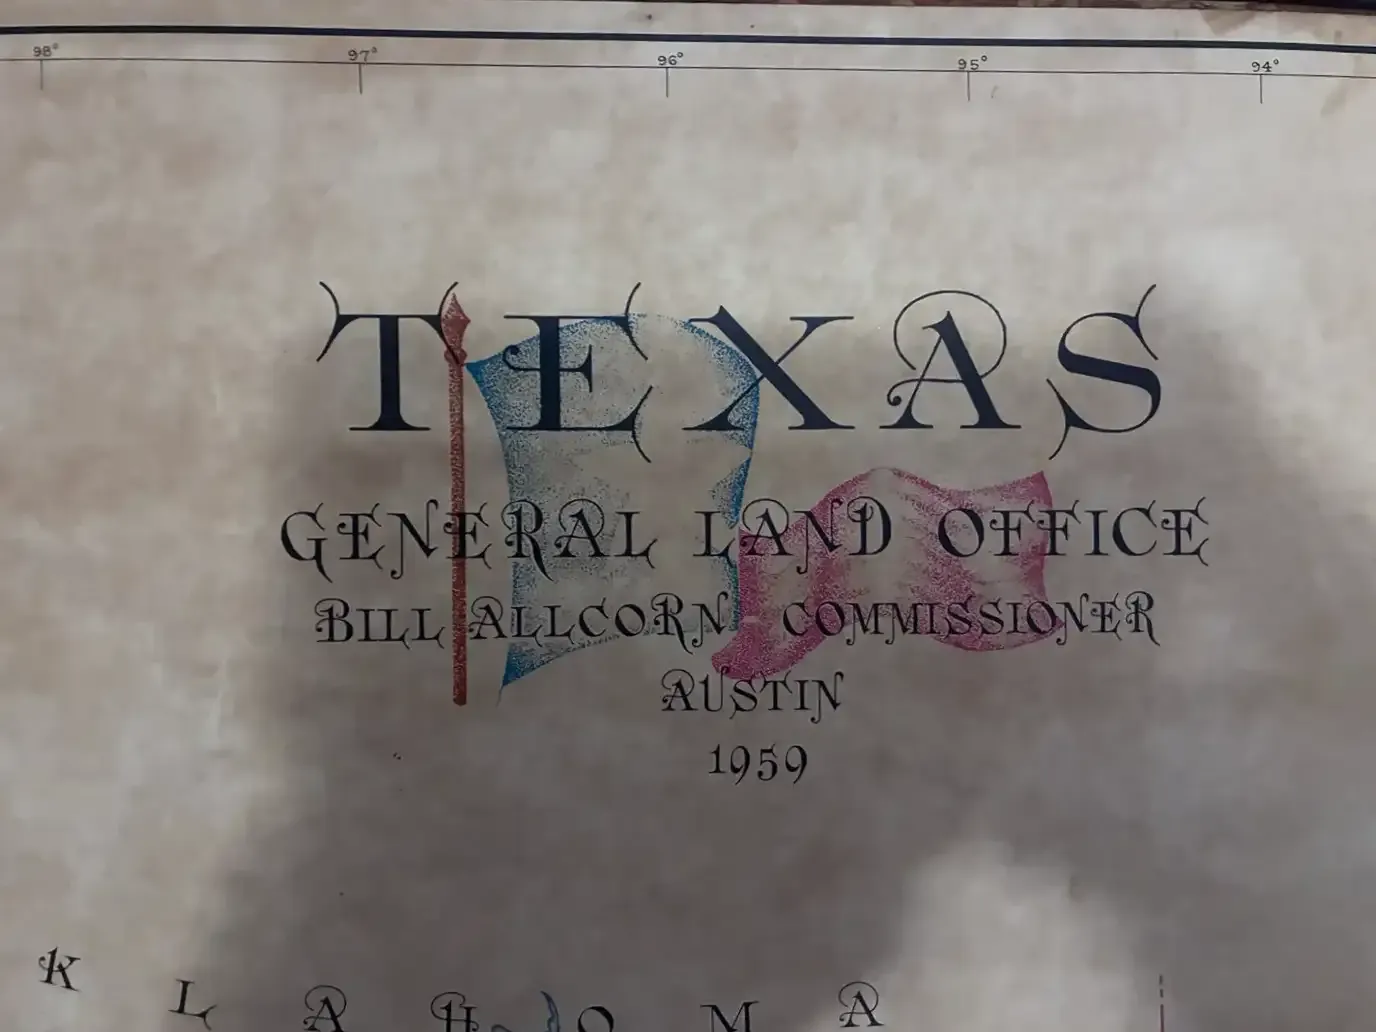 98° 97° 96° 95° 94°
TEXAS
GENERAL LAND OFFICE
BILL ALLCORN COMMISSIONER
AUSTIN
1959
K L A H O M A